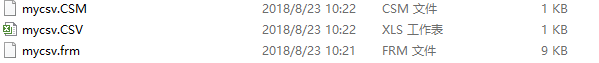 mycsv.CSM 2018/8/23 10:22 CSM 文件 1 KB
mycsv.CSV 2018/8/23 10:22 XLS 工作表 1 KB
mycsv.frm 2018/8/23 10:21 FRM 文件 9 KB